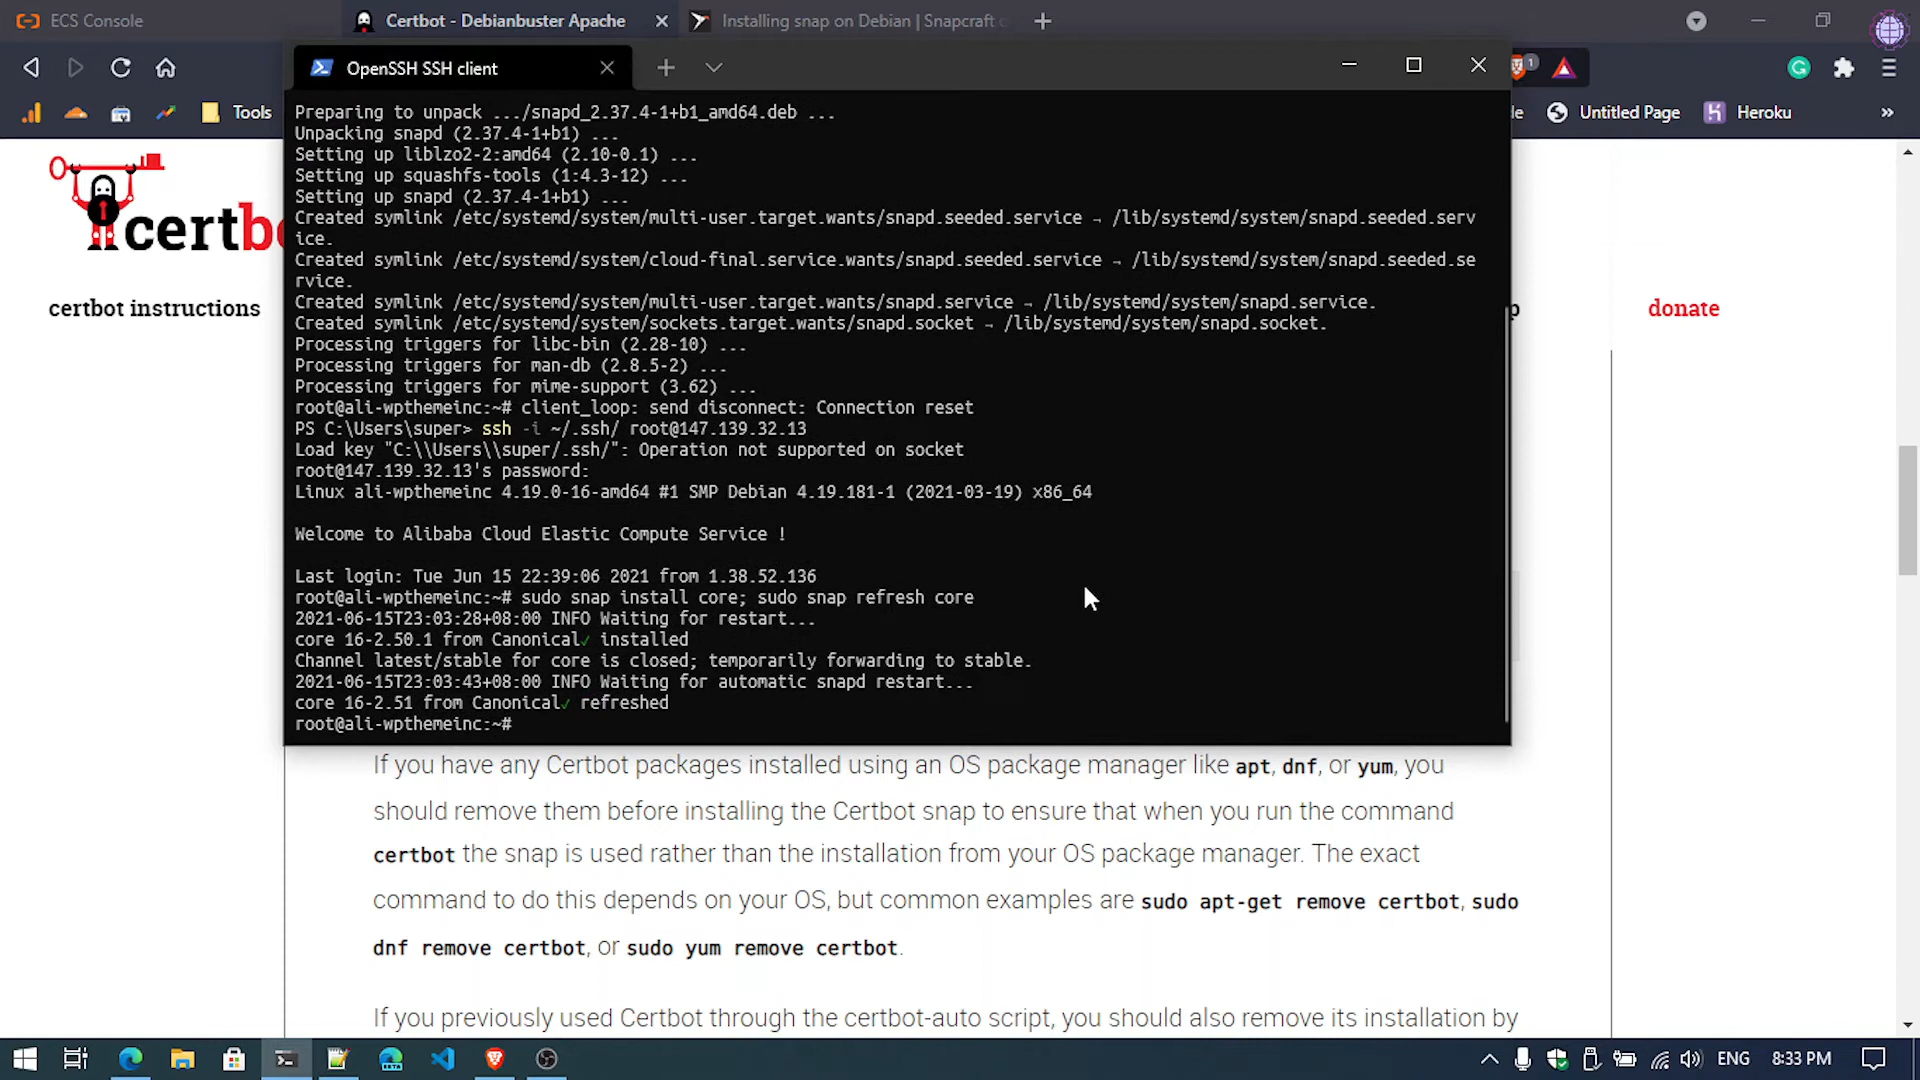 ECS Console
Certbot - Debianbuster Apache
Installing snap on Debian | Snapcraft
OpenSSH SSH client
1
Tools
Untitled Page
Heroku
Preparing to unpack .../snapd_2.37.4-1+b1_amd64.deb ...
Unpacking snapd (2.37.4-1+b1) ...
Setting up liblzo2-2:amd64 (2.10-0.1) ...
Setting up squashfs-tools (1:4.3-12) ...
Setting up snapd (2.37.4-1+b1) ...
Created symlink /etc/systemd/system/multi-user.target.wants/snapd.seeded.service → /lib/systemd/system/snapd.seeded.serv
ice.
Created symlink /etc/systemd/system/cloud-final.service.wants/snapd.seeded.service → /lib/systemd/system/snapd.seeded.se
rvice.
Created symlink /etc/systemd/system/multi-user.target.wants/snapd.service → /lib/systemd/system/snapd.service.
Created symlink /etc/systemd/system/sockets.target.wants/snapd.socket → /lib/systemd/system/snapd.socket.
Processing triggers for libc-bin (2.28-10) ...
Processing triggers for man-db (2.8.5-2) ...
Processing triggers for mime-support (3.62) ...
root@ali-wpthemeinc:~# client_loop: send disconnect: Connection reset
PS C:\Users\super> ssh -i ~/.ssh/ root@147.139.32.13
Load key "C:\\Users\\super/.ssh/": Operation not supported on socket
root@147.139.32.13's password:
Linux ali-wpthemeinc 4.19.0-16-amd64 #1 SMP Debian 4.19.181-1 (2021-03-19) x86_64
Welcome to Alibaba Cloud Elastic Compute Service !
Last login: Tue Jun 15 22:39:06 2021 from 1.38.52.136
root@ali-wpthemeinc:~# sudo snap install core; sudo snap refresh core
2021-06-15T23:03:28+08:00 INFO Waiting for restart...
core 16-2.50.1 from Canonical✓ installed
Channel latest/stable for core is closed; temporarily forwarding to stable.
2021-06-15T23:03:43+08:00 INFO Waiting for automatic snapd restart...
core 16-2.51 from Canonical✓ refreshed
root@ali-wpthemeinc:~#
certb
certbot instructions
donate
If you have any Certbot packages installed using an OS package manager like apt, dnf, or yum, you
should remove them before installing the Certbot snap to ensure that when you run the command
certbot the snap is used rather than the installation from your OS package manager. The exact
command to do this depends on your OS, but common examples are sudo apt-get remove certbot, sudo
dnf remove certbot, or sudo yum remove certbot.
If you previously used Certbot through the certbot-auto script, you should also remove its installation by
ENG
8:33 PM